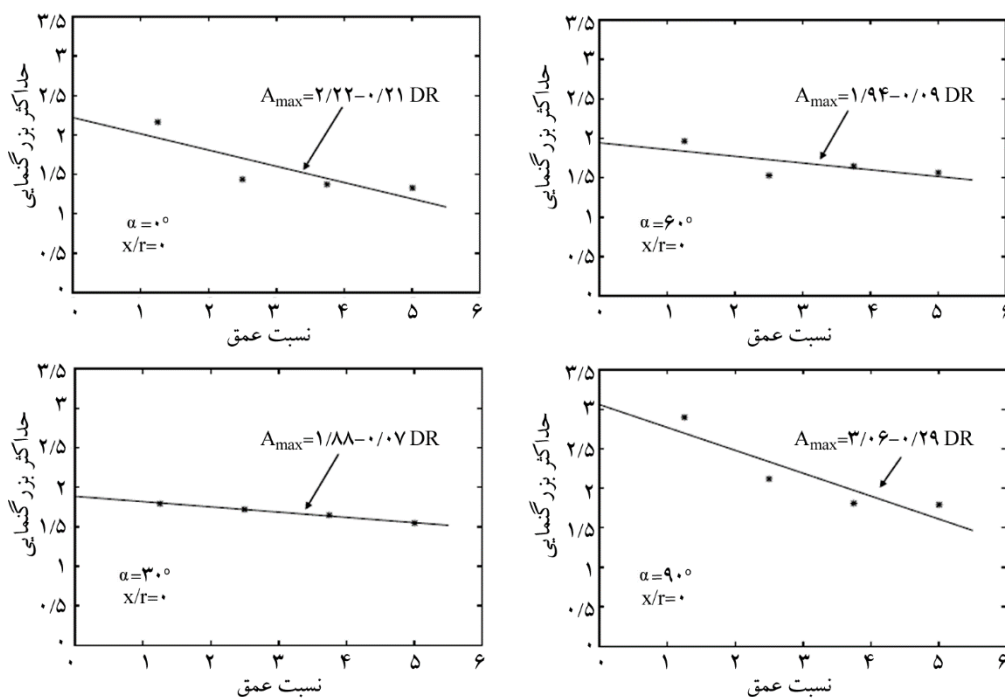 ۳/۵
۳
۲
۱/۵
۱
۰/۵
۰
حداکثر بزرگنمایی
A_max=۲/۲۲-۰/۲۱ DR
α=۰°
x/r=۰
۰ ۱ ۲ ۳ ۴ ۵ ۶
نسبت عمق
۳/۵
۳
۲/۵
۲
۱/۵
۱
۰/۵
۰
حداکثر بزرگنمایی
A_max=۱/۹۴-۰/۰۹ DR
α=۶۰°
x/r=۰
۰ ۱ ۲ ۳ ۴ ۵ ۶
نسبت عمق
۳/۵
۳
۲/۵
۲
۱/۵
۱
۰/۵
۰
حداکثر بزرگنمایی
A_max=۱/۸۸-۰/۰۷ DR
α=۳۰°
x/r=۰
۰ ۱ ۲ ۳ ۴ ۵ ۶
نسبت عمق
۳/۵
۳
۲/۵
۲
۱/۵
۱
۰/۵
۰
حداکثر بزرگنمایی
A_max=۳/۰۶-۰/۲۹ DR
α=۹۰°
x/r=۰
۰ ۱ ۲ ۳ ۴ ۵ ۶
نسبت عمق